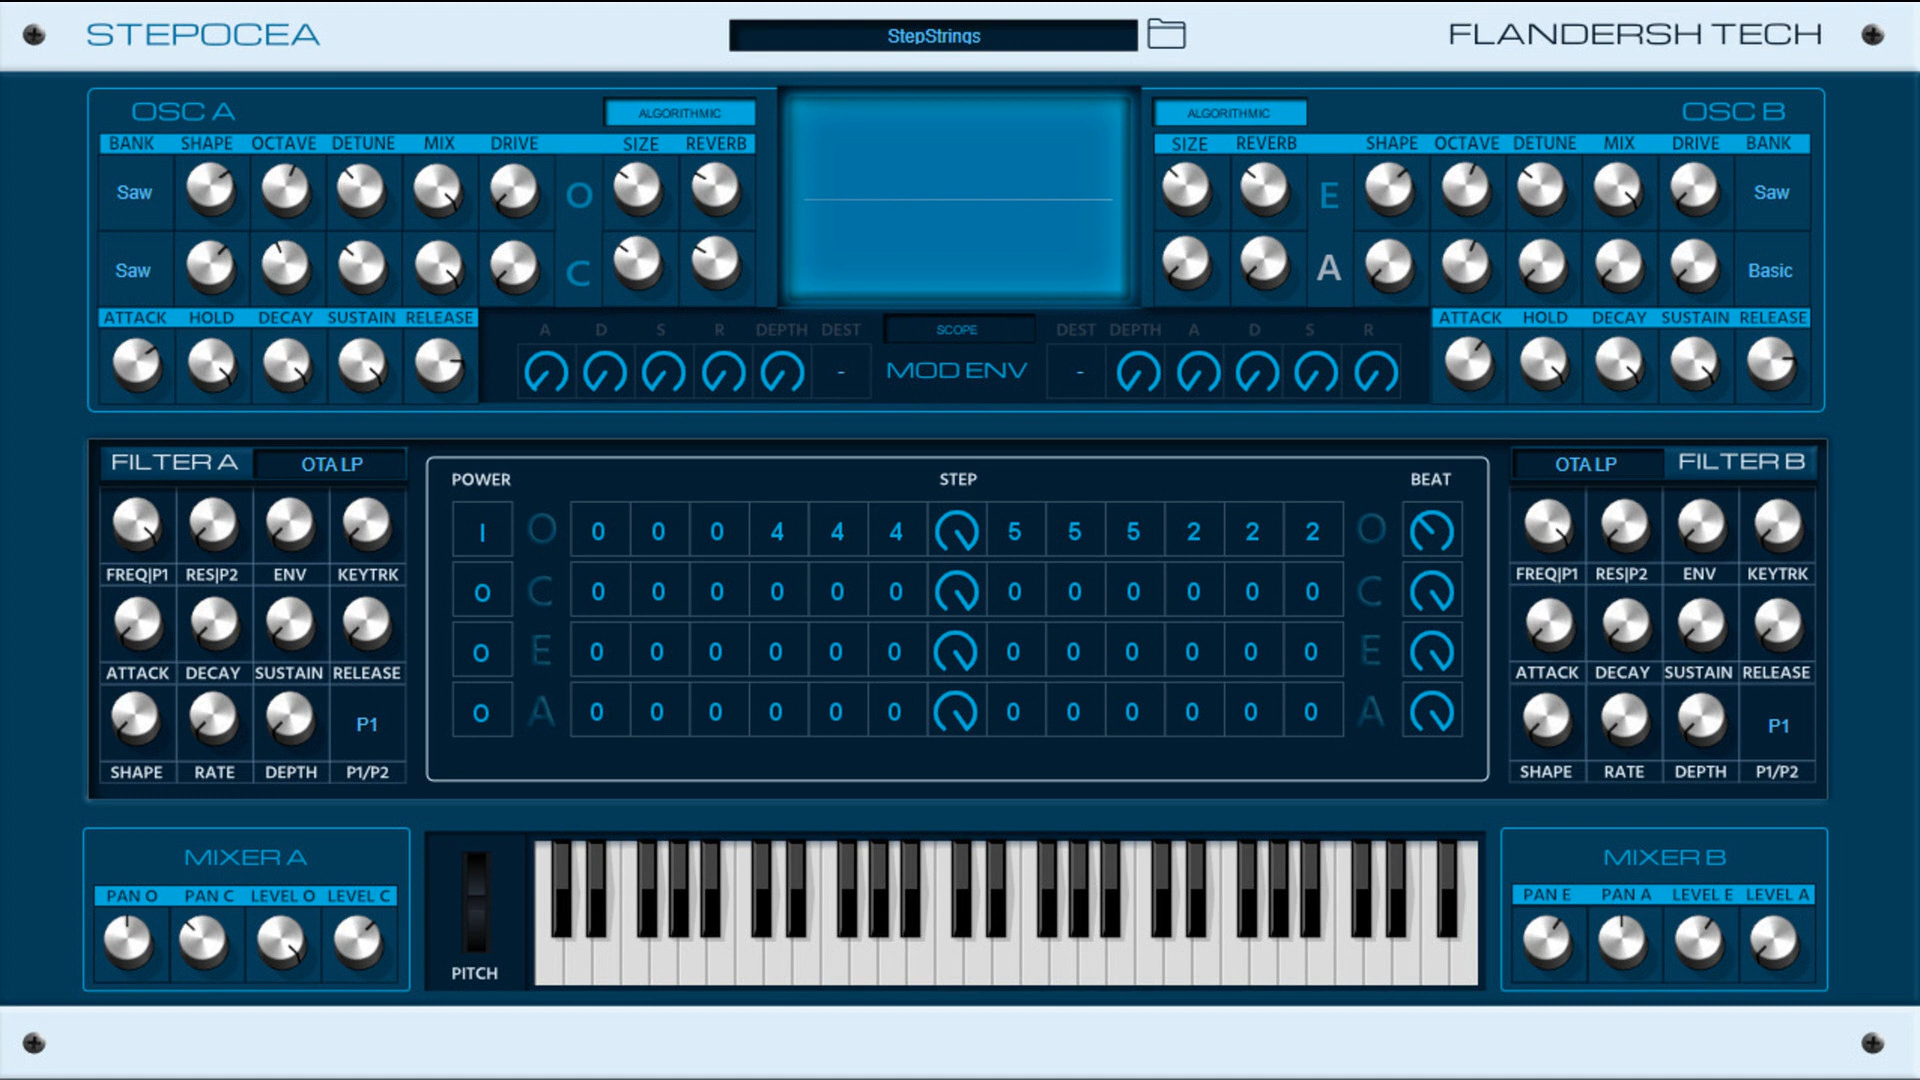 STEPOCEA StepStrings FLANDERSH TECH
OSC A ALGORITHMIC ALGORITHMIC OSC B
BANK SHAPE OCTAVE DETUNE MIX DRIVE SIZE REVERB SIZE REVERB SHAPE OCTAVE DETUNE MIX DRIVE BANK
Saw O E Saw
Saw C A Basic
ATTACK HOLD DECAY SUSTAIN RELEASE ATTACK HOLD DECAY SUSTAIN RELEASE
A D S R DEPTH DEST SCOPE DEST DEPTH A D S R
- MOD ENV -
FILTER A OTA LP OTA LP FILTER B
POWER STEP BEAT
I O 0 0 0 4 4 4 5 5 5 2 2 2 O
FREQ|P1 RES|P2 ENV KEYTRK FREQ|P1 RES|P2 ENV KEYTRK
o C 0 0 0 0 0 0 0 0 0 0 0 0 C
o E 0 0 0 0 0 0 0 0 0 0 0 0 E
ATTACK DECAY SUSTAIN RELEASE ATTACK DECAY SUSTAIN RELEASE
o A 0 0 0 0 0 0 0 0 0 0 0 0 A
P1 P1
SHAPE RATE DEPTH P1/P2 SHAPE RATE DEPTH P1/P2
MIXER A MIXER B
PAN O PAN C LEVEL O LEVEL C PAN E PAN A LEVEL E LEVEL A
PITCH